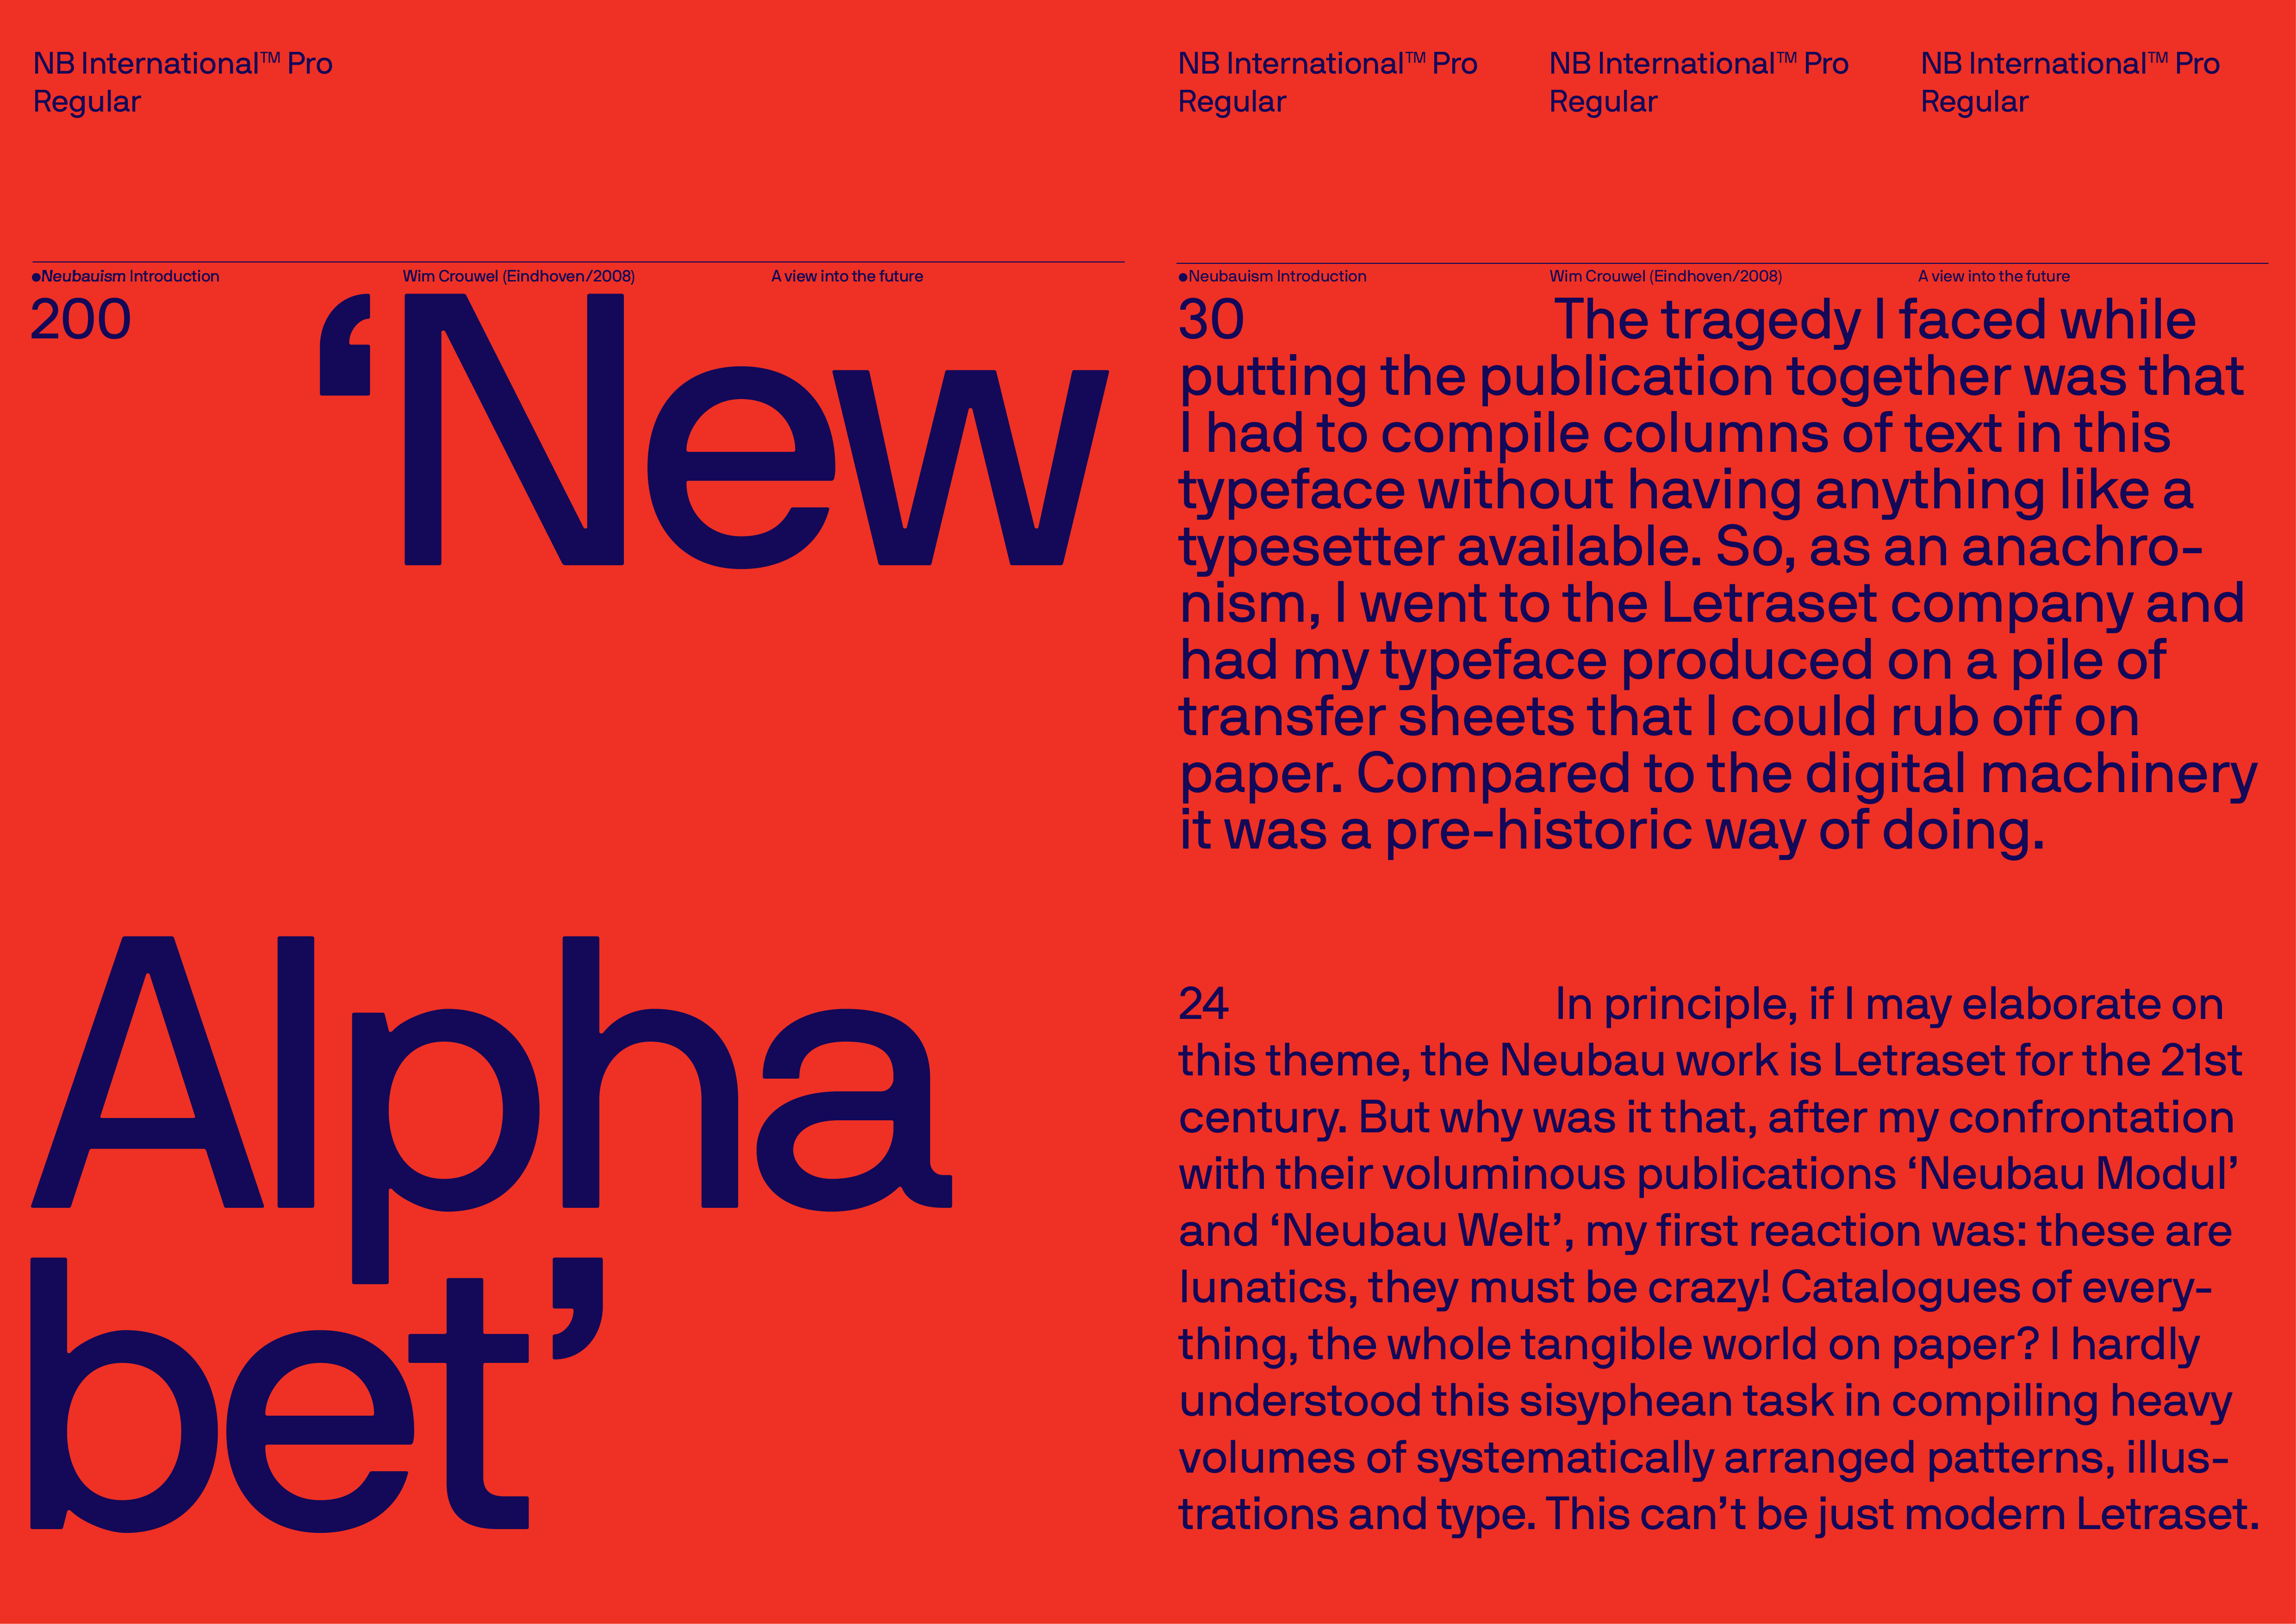 NB International™ Pro
Regular
●Neubauism Introduction Wim Crouwel (Eindhoven/2008) A view into the future
200
‘New
Alpha
bet’
NB International™ Pro NB International™ Pro NB International™ Pro
Regular Regular Regular
●Neubauism Introduction Wim Crouwel (Eindhoven/2008) A view into the future
30 The tragedy I faced while
putting the publication together was that
I had to compile columns of text in this
typeface without having anything like a
typesetter available. So, as an anachro-
nism, I went to the Letraset company and
had my typeface produced on a pile of
transfer sheets that I could rub off on
paper. Compared to the digital machinery
it was a pre-historic way of doing.
24 In principle, if I may elaborate on
this theme, the Neubau work is Letraset for the 21st
century. But why was it that, after my confrontation
with their voluminous publications ‘Neubau Modul’
and ‘Neubau Welt’, my first reaction was: these are
lunatics, they must be crazy! Catalogues of every-
thing, the whole tangible world on paper? I hardly
understood this sisyphean task in compiling heavy
volumes of systematically arranged patterns, illus-
trations and type. This can’t be just modern Letraset.